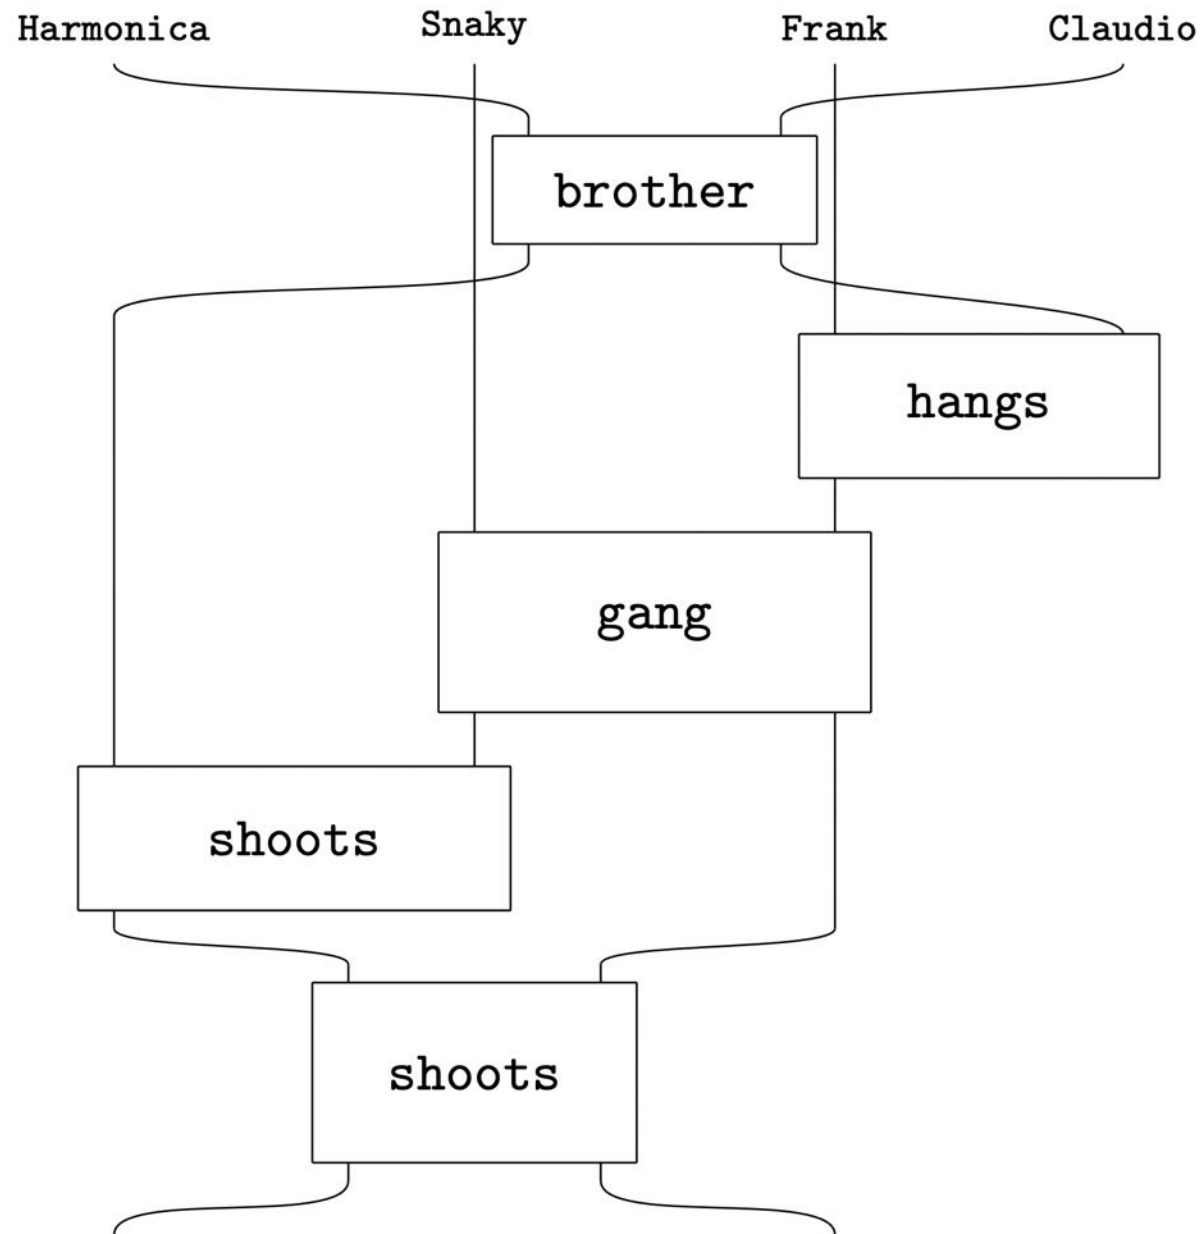 Harmonica Snaky Frank Claudio
brother
hangs
gang
shoots
shoots